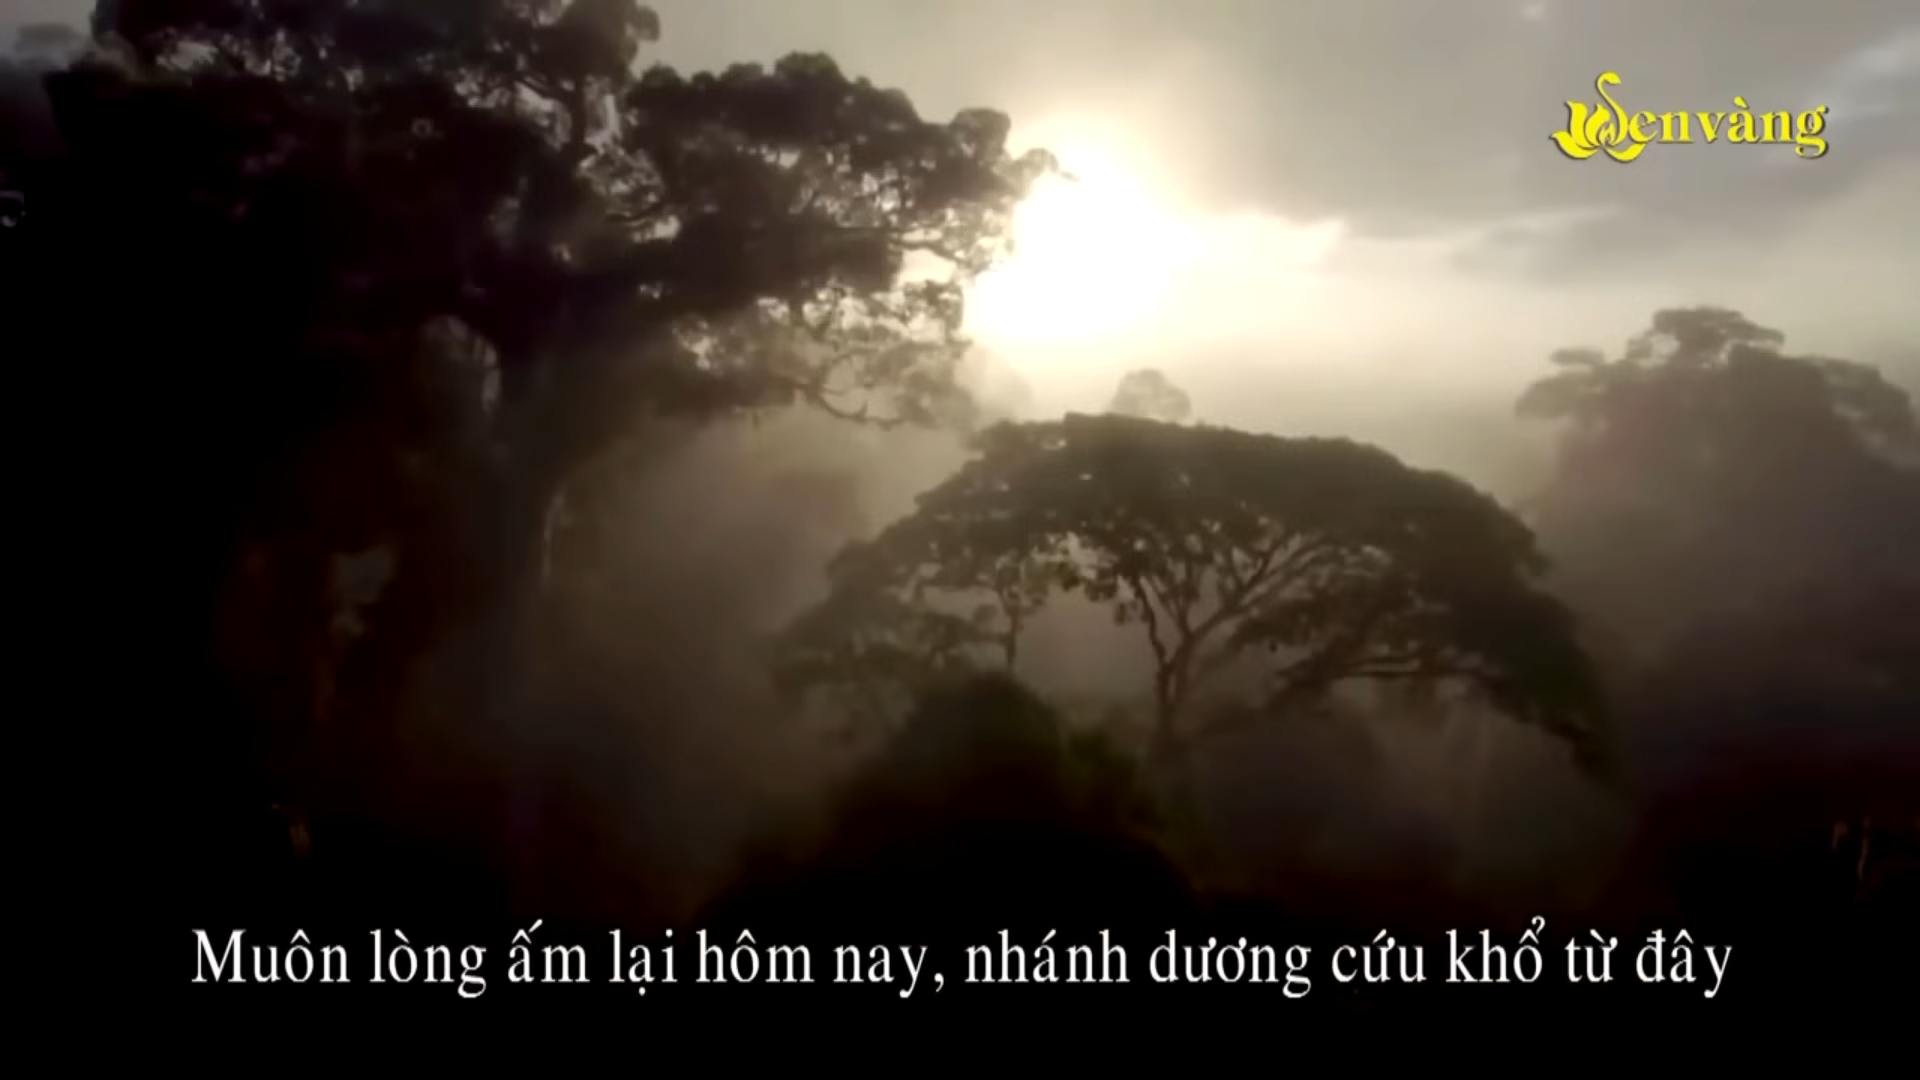 Senvàng
Muôn lòng ấm lại hôm nay, nhánh dương cứu khổ từ đây